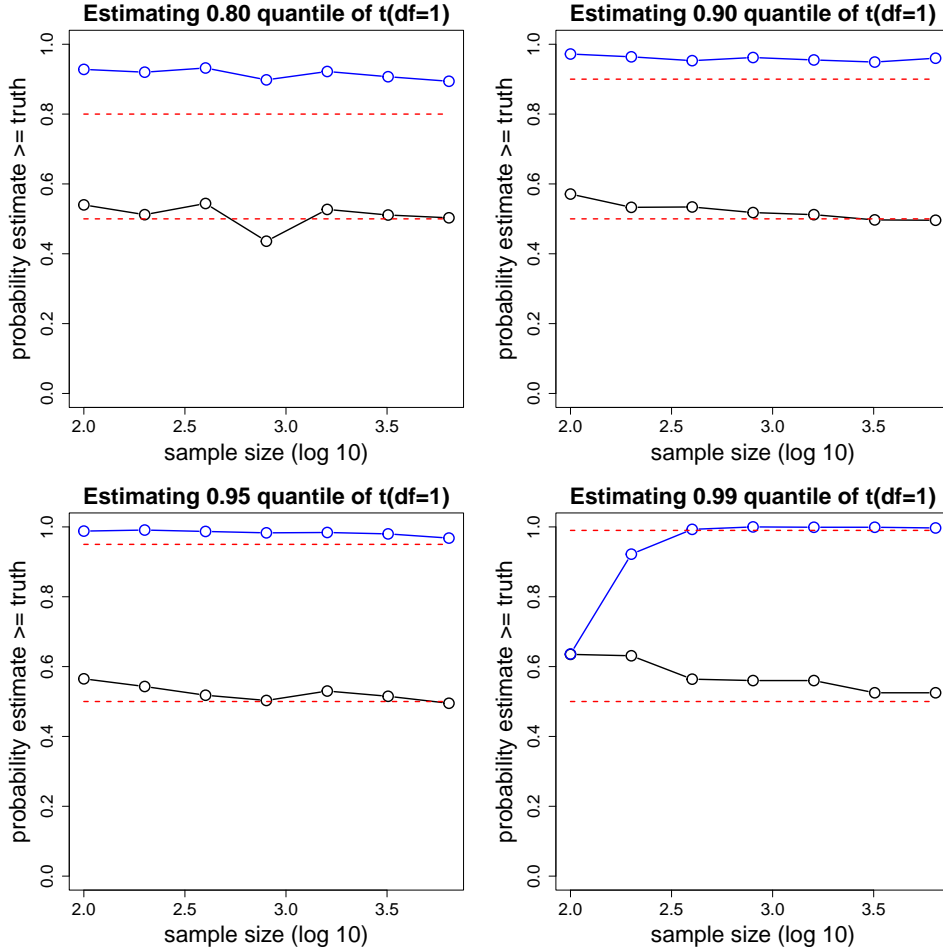 Estimating 0.80 quantile of t(df=1)
probability estimate >= truth
1.0
0.8
0.6
0.4
0.2
0.0
2.0 2.5 3.0 3.5
sample size (log 10)
Estimating 0.90 quantile of t(df=1)
probability estimate >= truth
1.0
0.8
0.6
0.4
0.2
0.0
2.0 2.5 3.0 3.5
sample size (log 10)
Estimating 0.95 quantile of t(df=1)
probability estimate >= truth
1.0
0.8
0.6
0.4
0.2
0.0
2.0 2.5 3.0 3.5
sample size (log 10)
Estimating 0.99 quantile of t(df=1)
probability estimate >= truth
1.0
0.8
0.6
0.4
0.2
0.0
2.0 2.5 3.0 3.5
sample size (log 10)